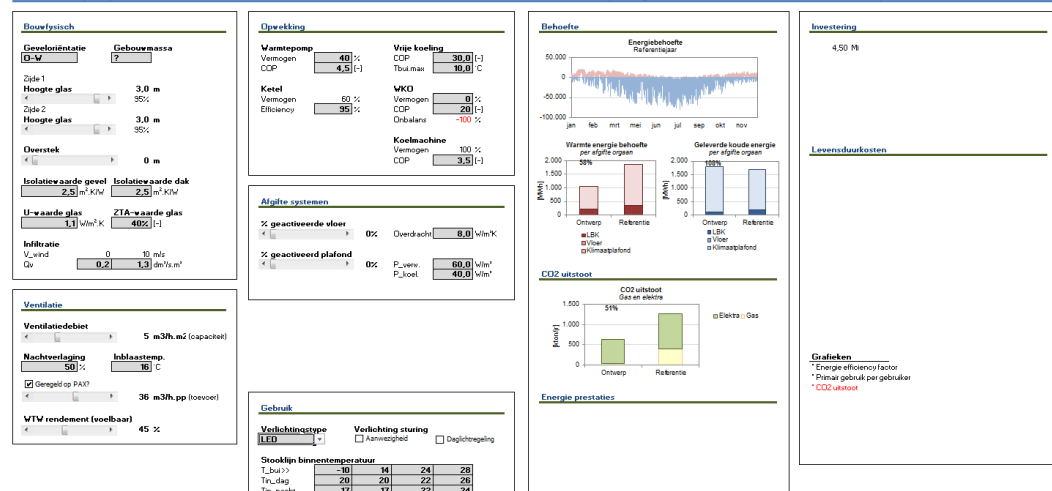 Bouwfysisch
Geveloriëntatie Gebouwmassa
O-W ?
Zijde 1
Hoogte glas 3,0 m
95%
Zijde 2
Hoogte glas 3,0 m
95%
Overstek
0 m
Isolatiewaarde gevel Isolatiewaarde dak
2,5 m².K/W 2,5 m².K/W
U-waarde glas ZTA-waarde glas
1,1 W/m².K 40% [-]
Infiltratie
V_wind 0 10 m/s
Qv 0,2 1,3 dm³/s.m²
Ventilatie
Ventilatiedebiet
5 m3/h.m2 (capaciteit)
Nachtverlaging Inblaastemp.
50 % 16 °C
Geregeld op PAX?
36 m3/h.pp (toevoer)
WTW rendement (voelbaar)
45 %
Opwekking
Warmtepomp Vrije koeling
Vermogen 40 % COP 30,0 [-]
COP 4,5 [-] Tbui.max 10,0 °C
Ketel WKO
Vermogen 60 % Vermogen 0 %
Efficiency 95 % COP 20 [-]
Onbalans -100 %
Koelmachine
Vermogen 100 %
COP 3,5 [-]
Afgifte systemen
% geactiveerd vloer
0% Overdracht 8,0 W/m²K
% geactiveerd plafond
0% P_verw. 60,0 W/m²
P_koel. 40,0 W/m²
Gebruik
Verlichtingstype Verlichting sturing
LED Aanwezigheid Daglichtregeling
Stooklijn binnentemperatuur
T_bui>> -10 14 24 28
Tin_dag 20 20 22 26
Tin_nacht 17 17 22 24
Behoefte
Energiebehoefte
Referentiejaar
50.000
0
-50.000
-100.000
jan feb mrt mei jun jul sep okt nov
Warmte energie behoefte
per afgifte orgaan
58%
2.000
1.500
[MWh]
1.000
500
0
Ontwerp Referentie
LBK
Vloer
Klimaatplafond
Geleverde koude energie
per afgifte orgaan
108%
2.000
1.500
[MWh]
1.000
500
0
Ontwerp Referentie
LBK
Vloer
Klimaatplafond
CO2 uitstoot
CO2 uitstoot
Gas en elektra
51%
1.500
1.000
[kton/jr]
500
0
Ontwerp Referentie
Elektra Gas
Energie prestaties
Investering
4,50 Mi
Levensduurkosten
Grafieken
* Energie efficiency factor
* Primair gebruik per gebruiker
* CO2 uitstoot